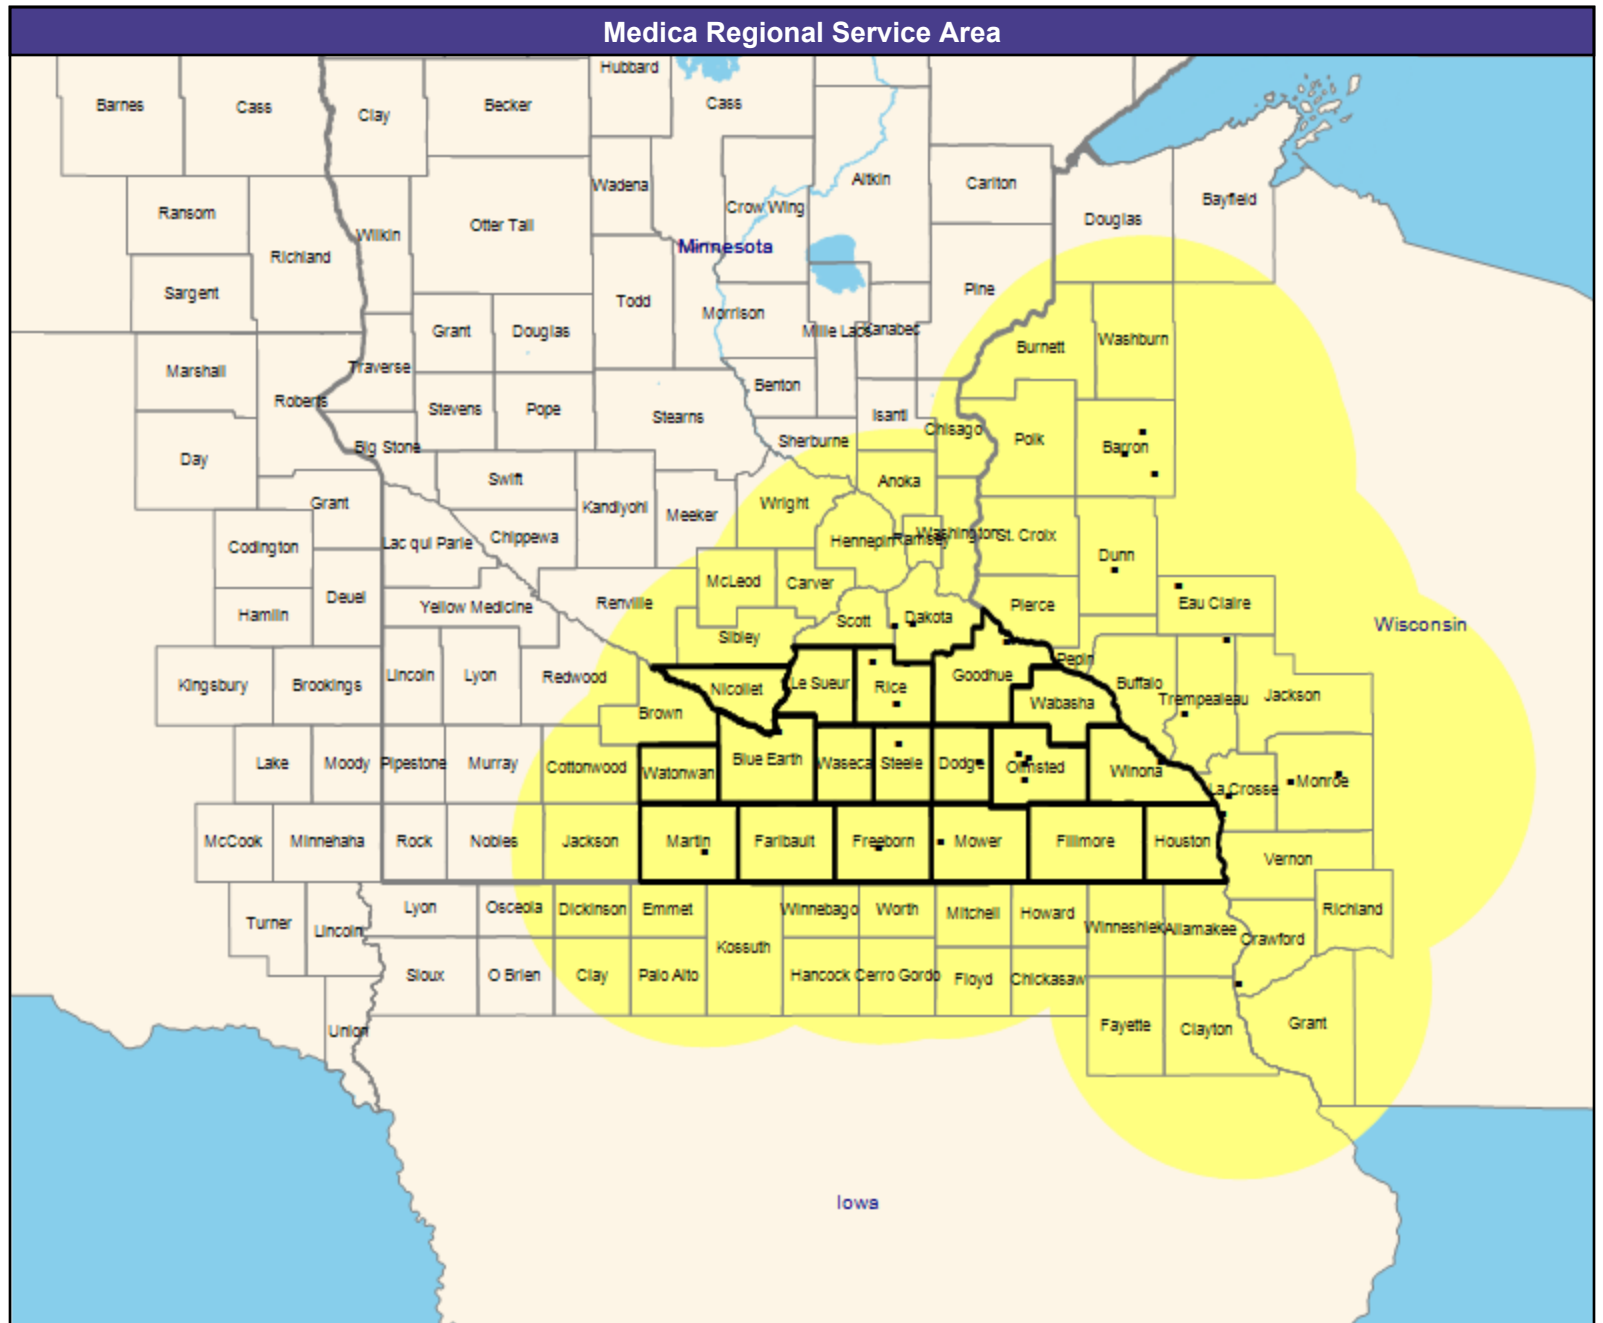 Medica Regional Service Area
Hubbard
Barnes
Cass
Clay
Becker
Cass
Wadena
Aitkin
Carlton
Ransom
Crow Wing
Douglas
Bayfield
Otter Tail
Wilkin
Minnesota
Richland
Sargent
Todd
Pine
Morrison
Grant
Douglas
Mille Lacs
Kanabec
Burnett
Washburn
Marshall
Traverse
Benton
Roberts
Stevens
Pope
Stearns
Isanti
Chisago
Polk
Barron
Big Stone
Sherburne
Day
Swift
Anoka
Grant
Kandiyohi
Meeker
Wright
Codington
Lac qui Parle
Chippewa
Hennepin
Ramsey
Washington
St. Croix
Dunn
McLeod
Carver
Deuel
Yellow Medicine
Renville
Pierce
Eau Claire
Hamlin
Scott
Dakota
Sibley
Wisconsin
Pepin
Kingsbury
Brookings
Lincoln
Lyon
Redwood
Nicollet
Le Sueur
Rice
Goodhue
Buffalo
Trempealeau
Jackson
Brown
Wabasha
Lake
Moody
Pipestone
Murray
Cottonwood
Watonwan
Blue Earth
Waseca
Steele
Dodge
Olmsted
Winona
La Crosse
Monroe
McCook
Minnehaha
Rock
Nobles
Jackson
Martin
Faribault
Freeborn
Mower
Fillmore
Houston
Vernon
Turner
Lincoln
Lyon
Osceola
Dickinson
Emmet
Kossuth
Winnebago
Worth
Mitchell
Howard
Winneshiek
Allamakee
Crawford
Richland
Sioux
O Brien
Clay
Palo Alto
Hancock
Cerro Gordo
Floyd
Chickasaw
Union
Fayette
Clayton
Grant
Iowa